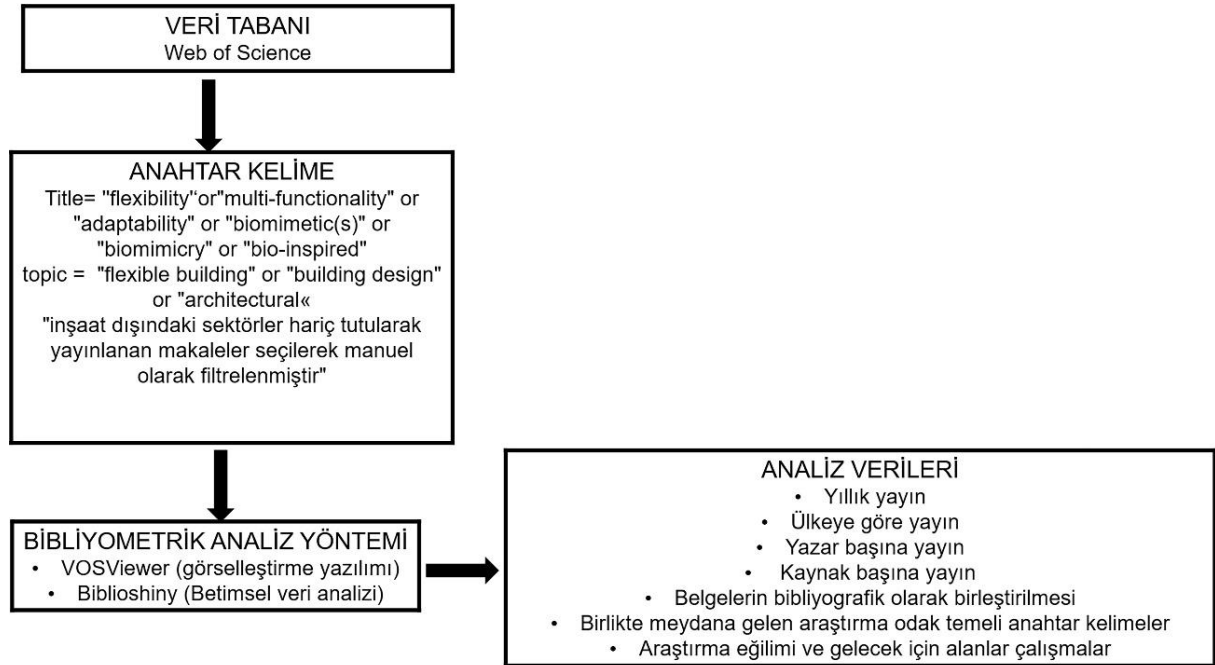 VERİ TABANI
Web of Science
ANAHTAR KELİME
Title= "flexibility"or"multi-functionality" or
"adaptability" or "biomimetic(s)" or
"biomimicry" or "bio-inspired"
topic = "flexible building" or "building design"
or "architectural«
"inşaat dışındaki sektörler hariç tutularak
yayınlanan makaleler seçilerek manuel
olarak filtrelenmiştir"
BİBLİYOMETRİK ANALİZ YÖNTEMİ
• VOSViewer (görselleştirme yazılımı)
• Biblioshiny (Betimsel veri analizi)
ANALİZ VERİLERİ
• Yıllık yayın
• Ülkeye göre yayın
• Yazar başına yayın
• Kaynak başına yayın
• Belgelerin bibliyografik olarak birleştirilmesi
• Birlikte meydana gelen araştırma odak temeli anahtar kelimeler
• Araştırma eğilimi ve gelecek için alanlar çalışmalar